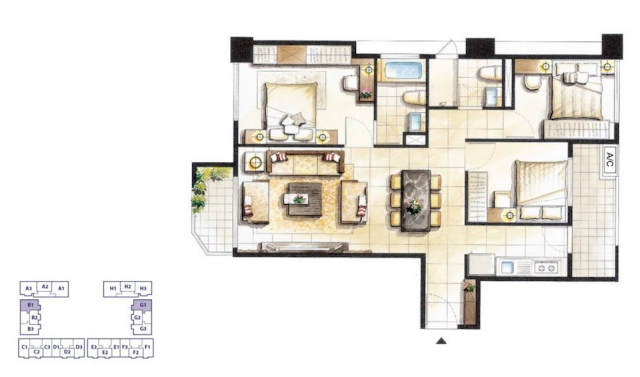 A/C
A3 A2 A1
H1 H2 H3
B1
G1
B2
G2
B3
G3
C1 C3 D1 D3 E3 E1 F3 F1
C2 D2 E2 F2